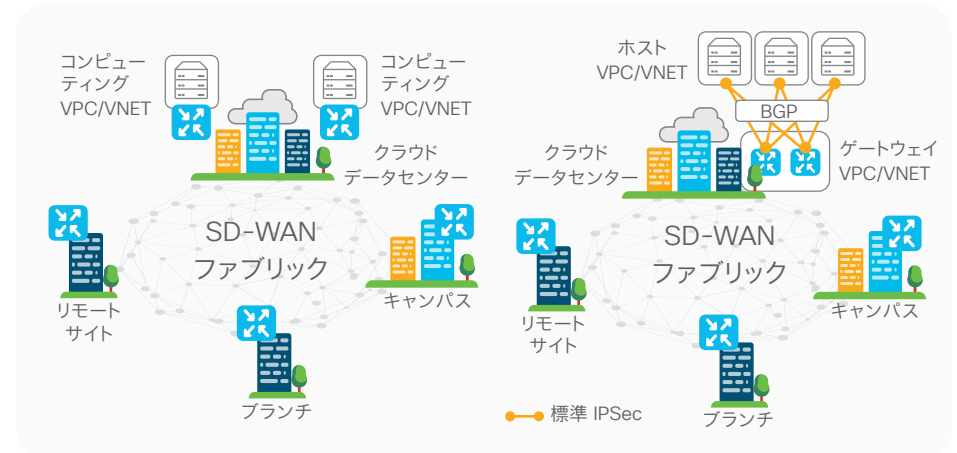 コンピュー
ティング
VPC/VNET
コンピュー
ティング
VPC/VNET
クラウド
データセンター
SD-WAN
ファブリック
リモート
サイト
キャンパス
ブランチ
ホスト
VPC/VNET
BGP
クラウド
データセンター
ゲートウェイ
VPC/VNET
SD-WAN
ファブリック
リモート
サイト
キャンパス
ブランチ
標準 IPSec